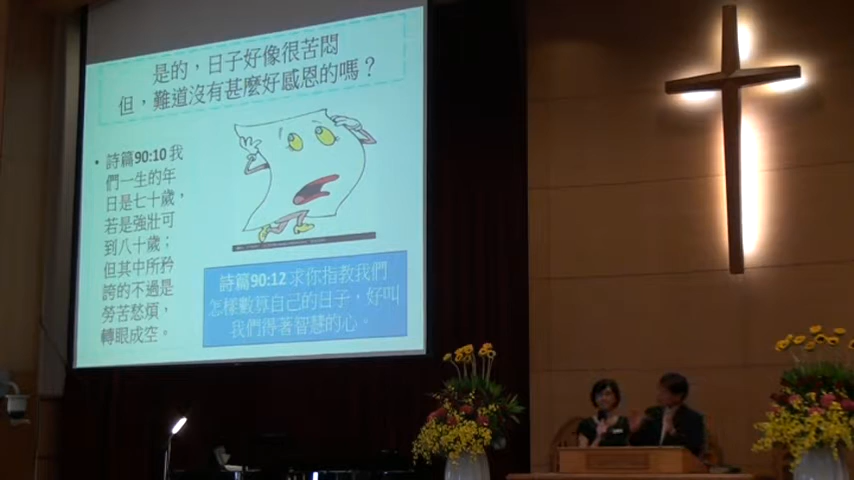 是的，日子好像很苦悶
但，難道沒有甚麼好感恩的嗎？
• 詩篇90:10 我
們一生的年
日是七十歲，
若是強壯可
到八十歲；
但其中所矜
誇的不過是
勞苦愁煩，
轉眼成空。
詩篇90:12 求你指教我們
怎樣數算自己的日子，好叫
我們得著智慧的心。